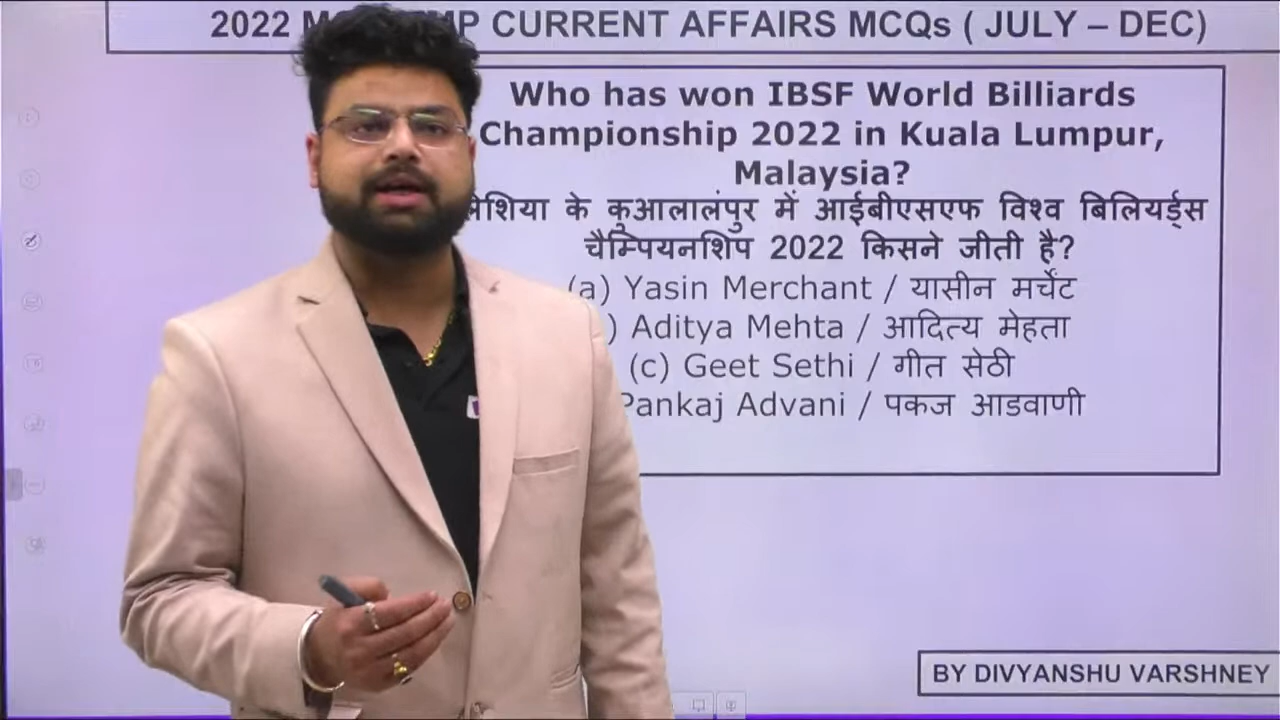 2022 MP CURRENT AFFAIRS MCQs ( JULY – DEC)
Who has won IBSF World Billiards
Championship 2022 in Kuala Lumpur,
Malaysia?
के कुआलालंपुर में आईबीएसएफ विश्व बिलियर्ड्स
चैम्पियनशिप 2022 किसने जीती है?
(a) Yasin Merchant / यासीन मर्चेंट
) Aditya Mehta / आदित्य मेहता
(c) Geet Sethi / गीत सेठी
Pankaj Advani / पकज आडवाणी
BY DIVYANSHU VARSHNEY